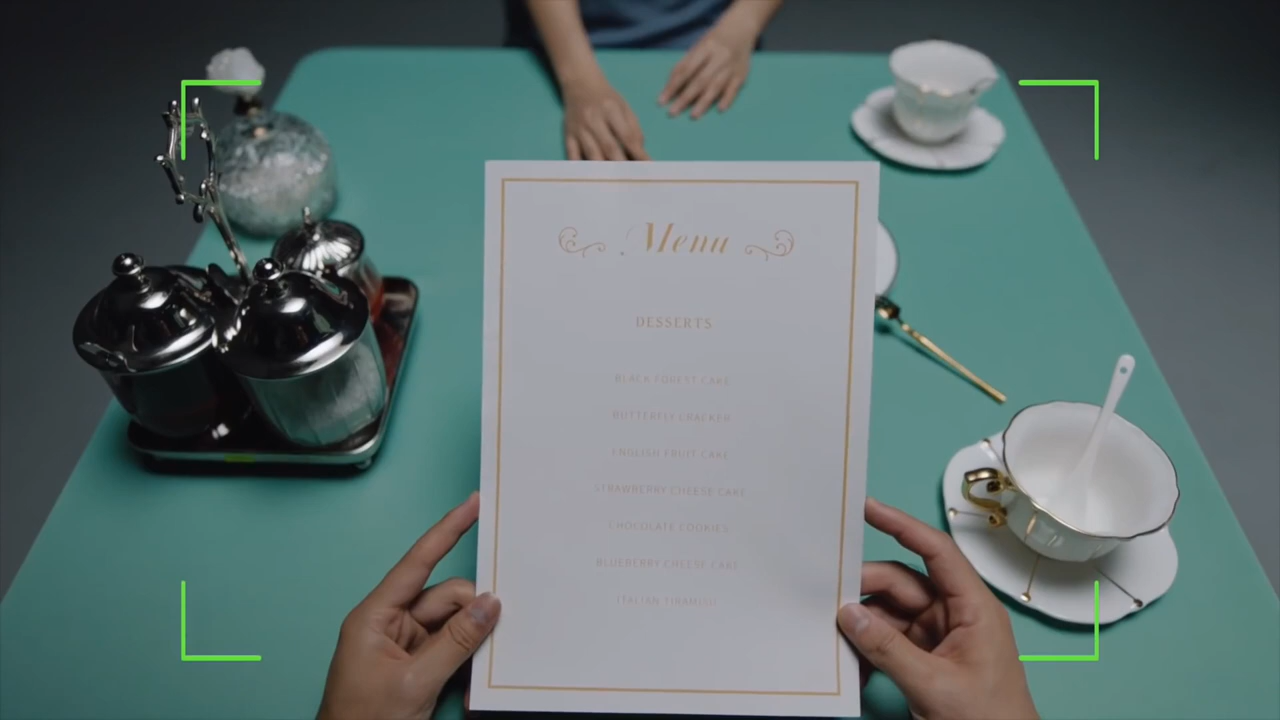 Menu
DESSERTS
BLACK FOREST CAKE
BUTTERFLY CRACKER
ENGLISH FRUIT CAKE
STRAWBERRY CHEESE CAKE
CHOCOLATE COOKIES
BLUEBERRY CHEESE CAKE
ITALIAN TIRAMISU